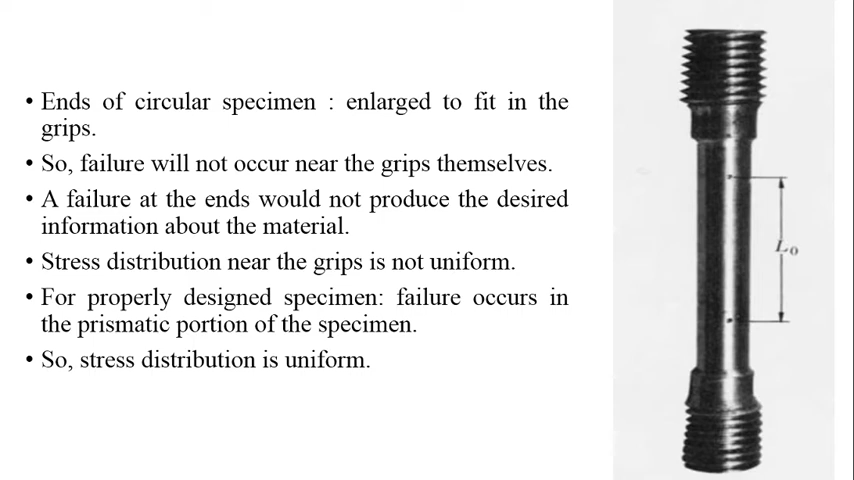 • Ends of circular specimen : enlarged to fit in the
grips.
• So, failure will not occur near the grips themselves.
• A failure at the ends would not produce the desired
information about the material.
• Stress distribution near the grips is not uniform.
• For properly designed specimen: failure occurs in
the prismatic portion of the specimen.
• So, stress distribution is uniform.
L₀